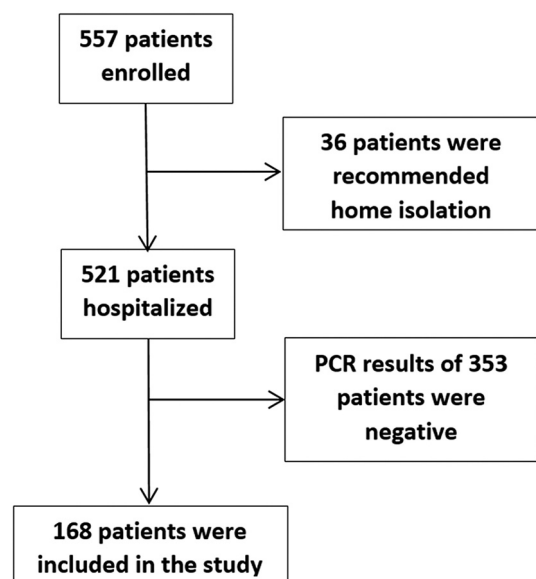 557 patients
enrolled
36 patients were
recommended
home isolation
521 patients
hospitalized
PCR results of 353
patients were
negative
168 patients were
included in the study